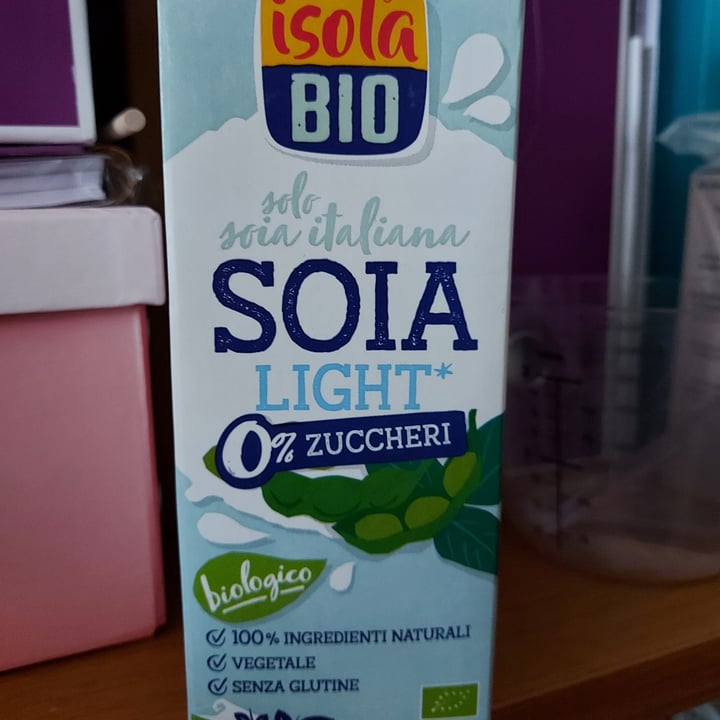 isola
BIO
solo
soia italiana
SOIA
LIGHT*
0% ZUCCHERI
biologico
100% INGREDIENTI NATURALI
VEGETALE
SENZA GLUTINE